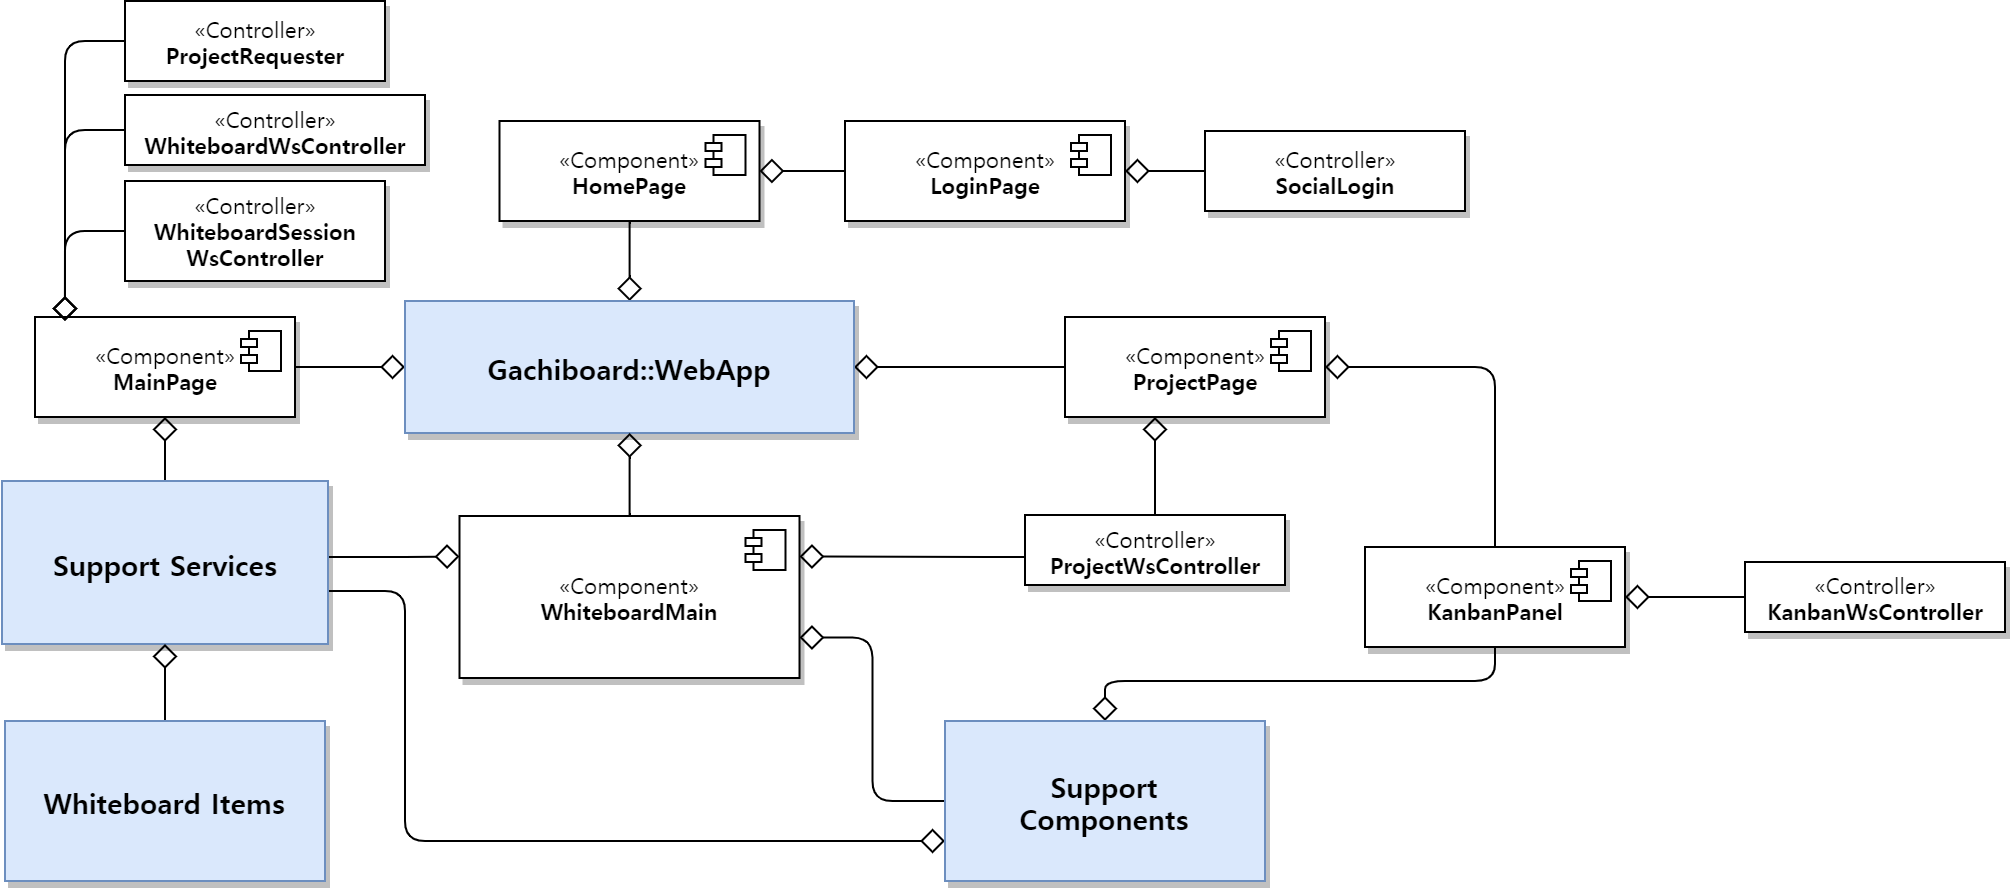 «Controller»
ProjectRequester
«Controller»
WhiteboardWsController
«Controller»
WhiteboardSession
WsController
«Component»
HomePage
«Component»
LoginPage
«Controller»
SocialLogin
«Component»
MainPage
Gachiboard::WebApp
«Component»
ProjectPage
Support Services
«Component»
WhiteboardMain
«Controller»
ProjectWsController
«Component»
KanbanPanel
«Controller»
KanbanWsController
Whiteboard Items
Support
Components